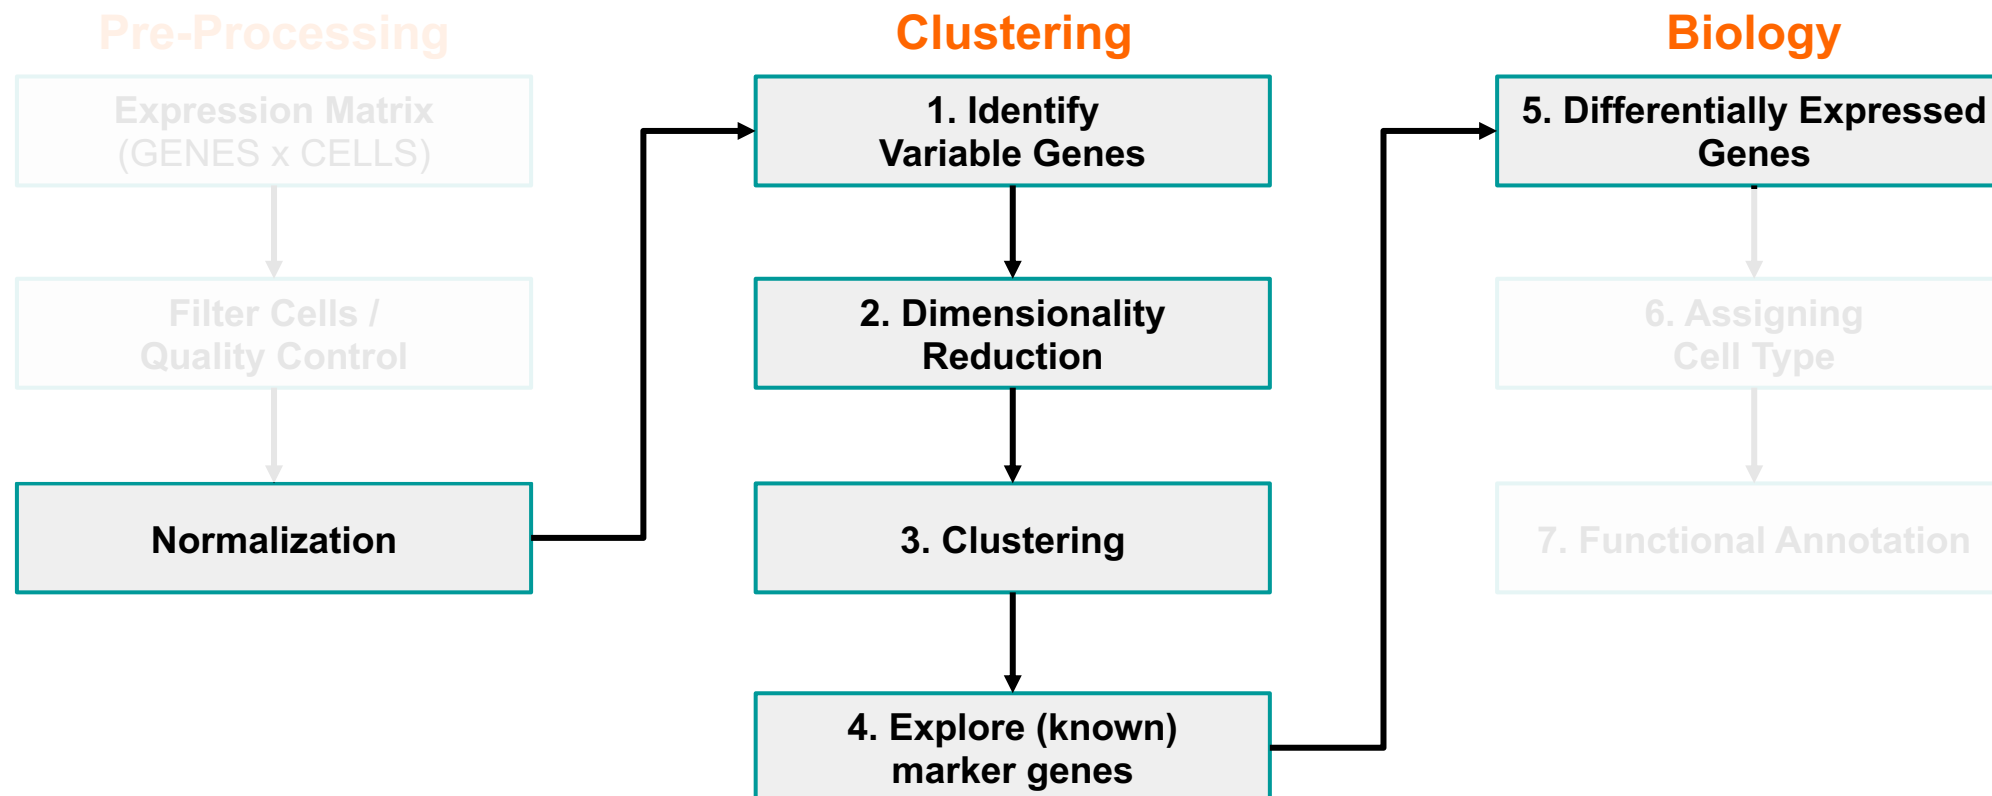 Pre-Processing
Expression Matrix
(GENES x CELLS)
Filter Cells /
Quality Control
Normalization
Clustering
1. Identify
Variable Genes
2. Dimensionality
Reduction
3. Clustering
4. Explore (known)
marker genes
Biology
5. Differentially Expressed
Genes
6. Assigning
Cell Type
7. Functional Annotation